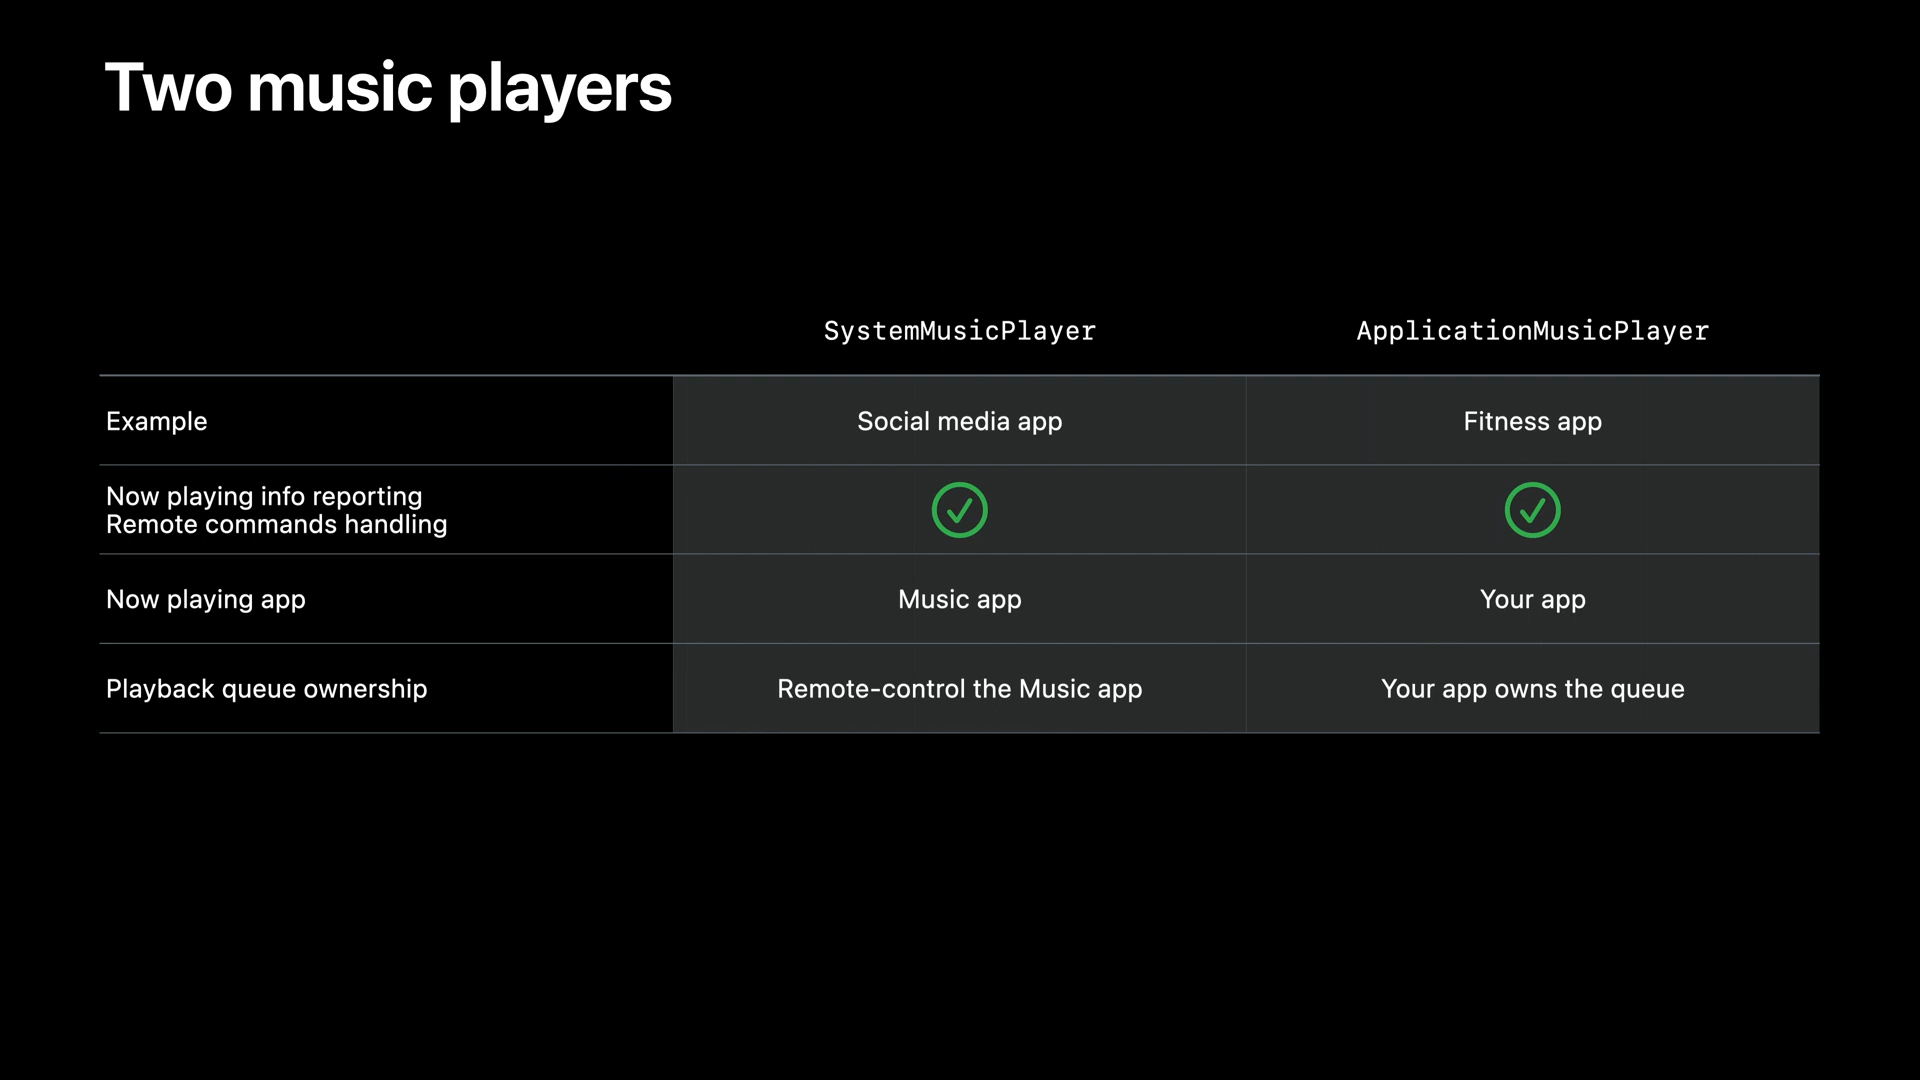 Two music players
SystemMusicPlayer ApplicationMusicPlayer
Example Social media app Fitness app
Now playing info reporting
Remote commands handling
Now playing app Music app Your app
Playback queue ownership Remote-control the Music app Your app owns the queue